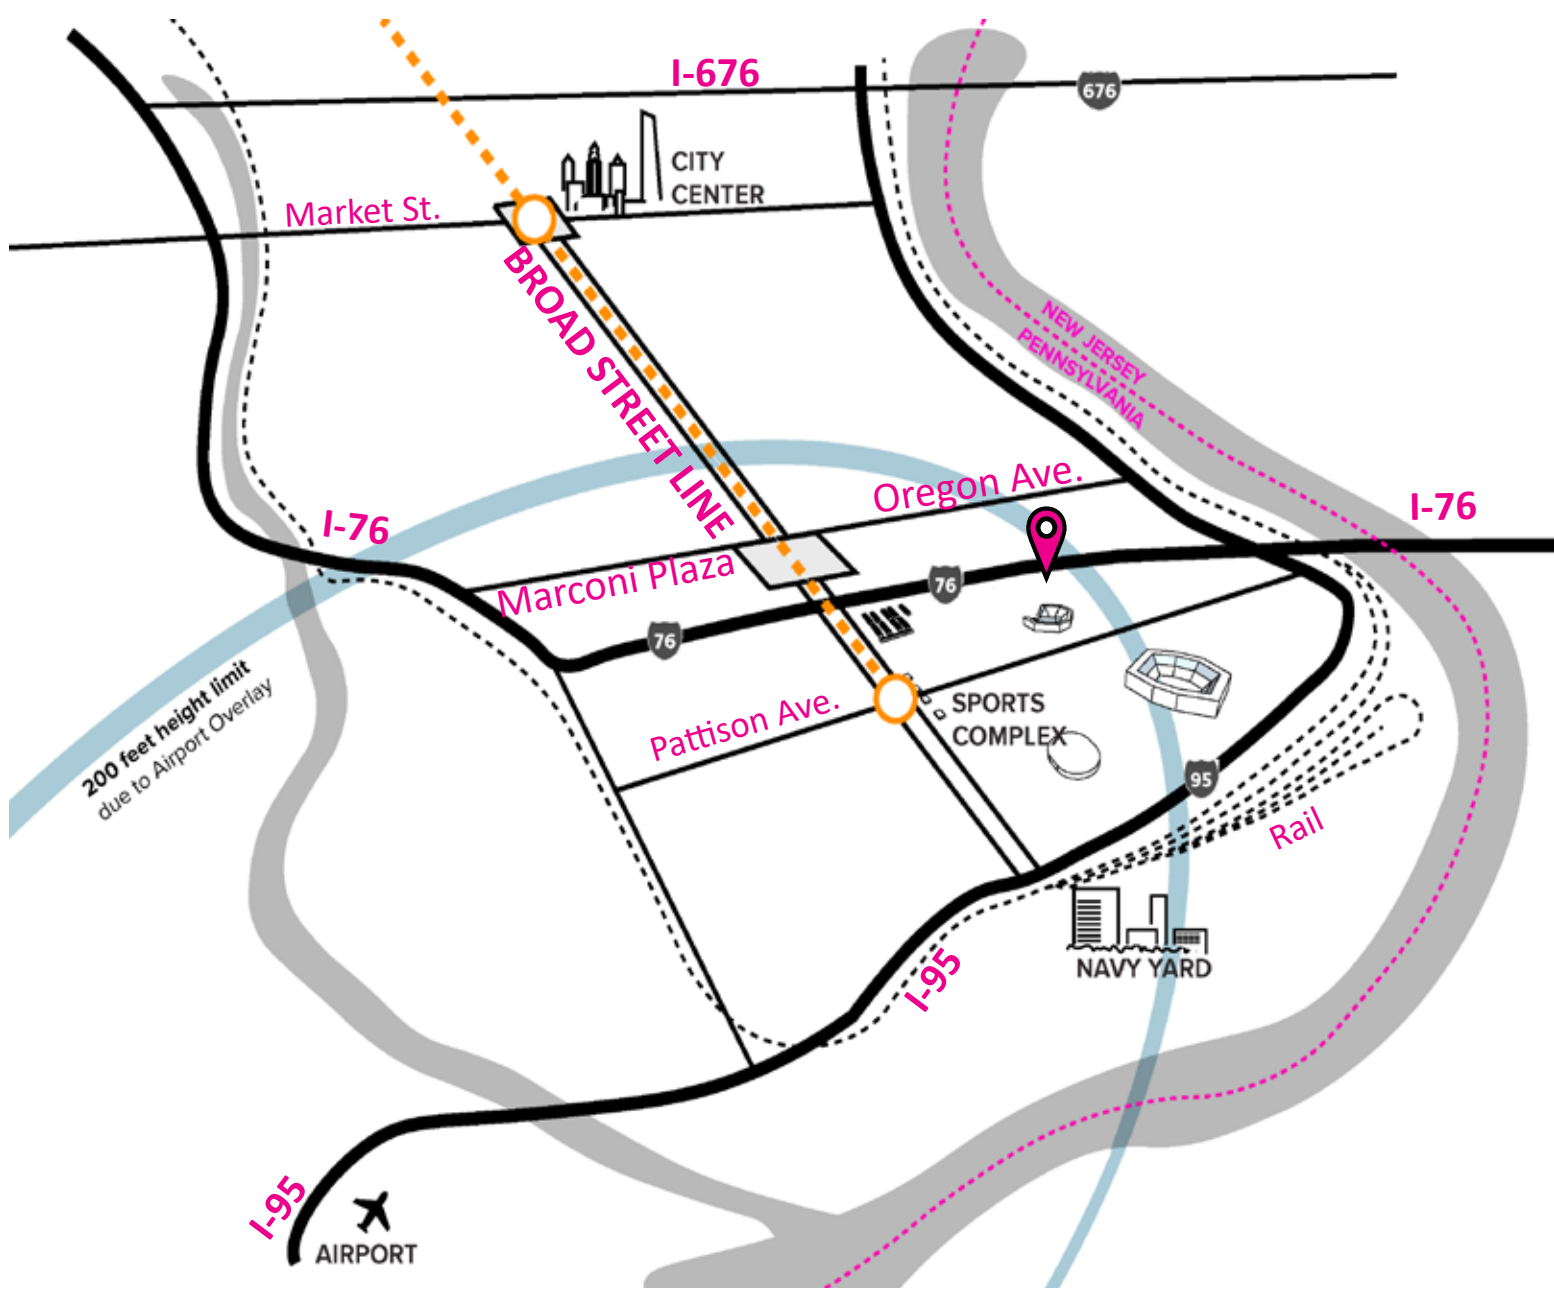 I-676
676
CITY
CENTER
Market St.
BROAD STREET LINE
NEW JERSEY
PENNSYLVANIA
Oregon Ave.
I-76
I-76
Marconi Plaza
76
76
200 feet height limit
due to Airport Overlay
Pattison Ave.
SPORTS
COMPLEX
95
Rail
NAVY YARD
I-95
I-95
AIRPORT